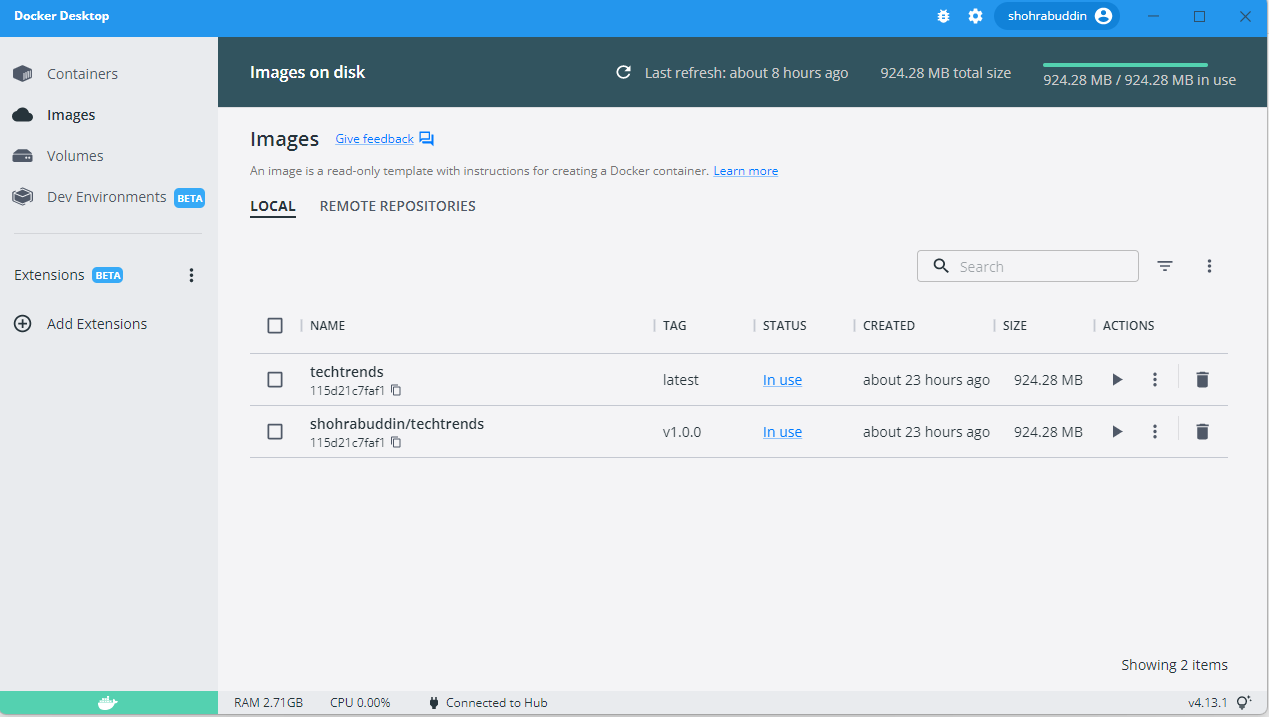 Docker Desktop
shohrabuddin
Containers
Images
Volumes
Dev Environments BETA
Extensions BETA
Add Extensions
Images on disk
Last refresh: about 8 hours ago
924.28 MB total size
924.28 MB / 924.28 MB in use
Images Give feedback
An image is a read-only template with instructions for creating a Docker container. Learn more
LOCAL REMOTE REPOSITORIES
Search
NAME TAG STATUS CREATED SIZE ACTIONS
techtrends
115d21c7faf1
latest In use about 23 hours ago 924.28 MB
shohrabuddin/techtrends
115d21c7faf1
v1.0.0 In use about 23 hours ago 924.28 MB
Showing 2 items
RAM 2.71GB CPU 0.00% Connected to Hub v4.13.1